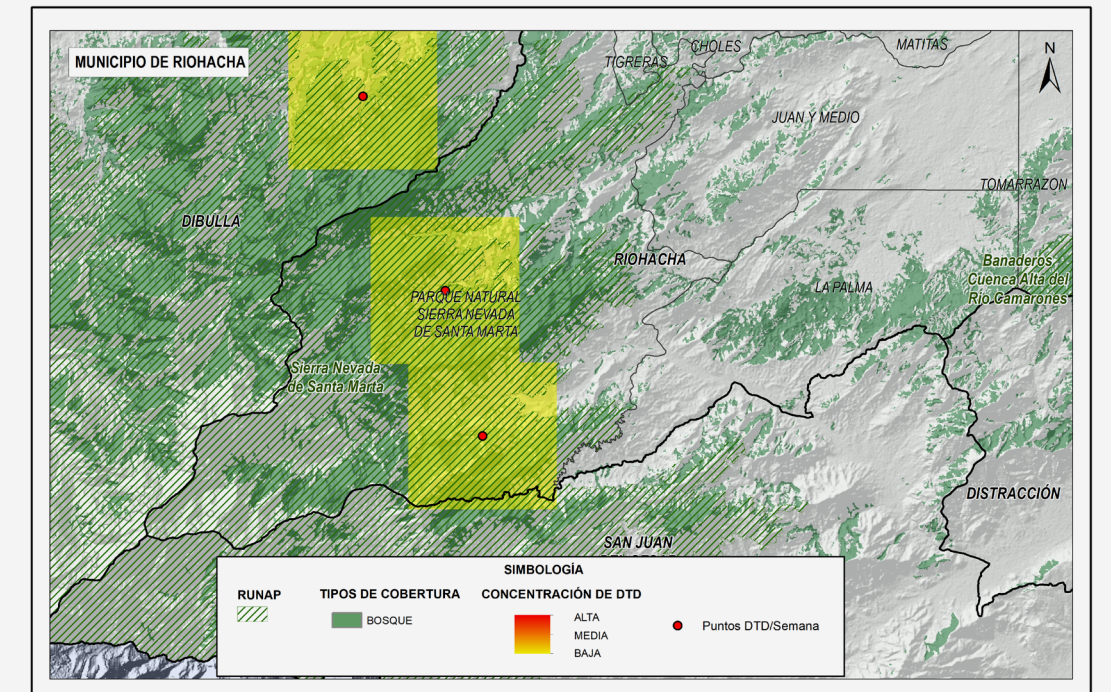 MUNICIPIO DE RIOHACHA
CHOLES
MATITAS
N
TIGRERAS
JUAN Y MEDIO
TOMARRAZON
DIBULLA
RIOHACHA
Banaderos
Cuenca Alta del
Rio Camarones
LA PALMA
PARQUE NATURAL
SIERRA NEVADA
DE SANTA MARTA
Sierra Nevada
de Santa Marta
DISTRACCIÓN
SAN JUAN
SIMBOLOGÍA
RUNAP
TIPOS DE COBERTURA
BOSQUE
CONCENTRACIÓN DE DTD
ALTA
MEDIA
BAJA
Puntos DTD/Semana